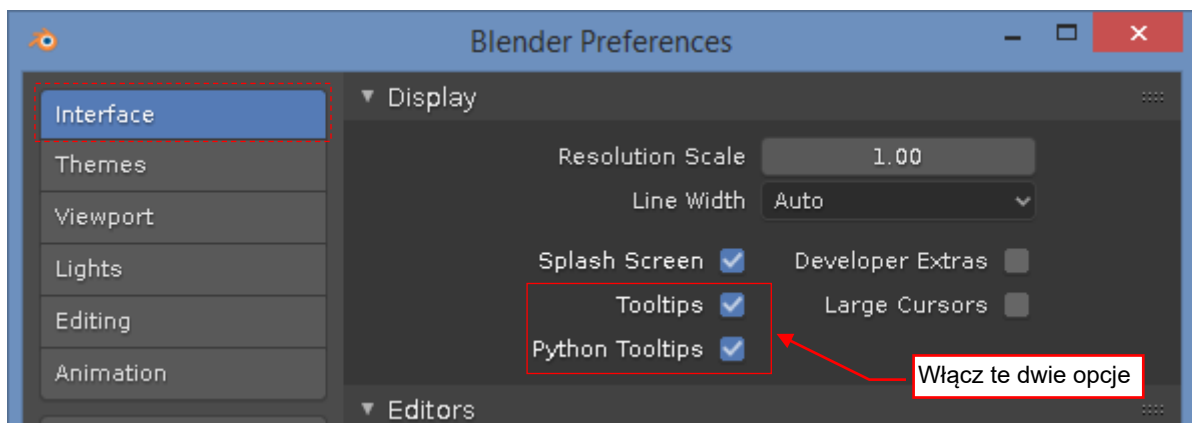 Blender Preferences
Interface
Themes
Viewport
Lights
Editing
Animation
Display
Resolution Scale 1.00
Line Width Auto
Splash Screen Developer Extras
Tooltips Large Cursors
Python Tooltips
Włącz te dwie opcje
Editors